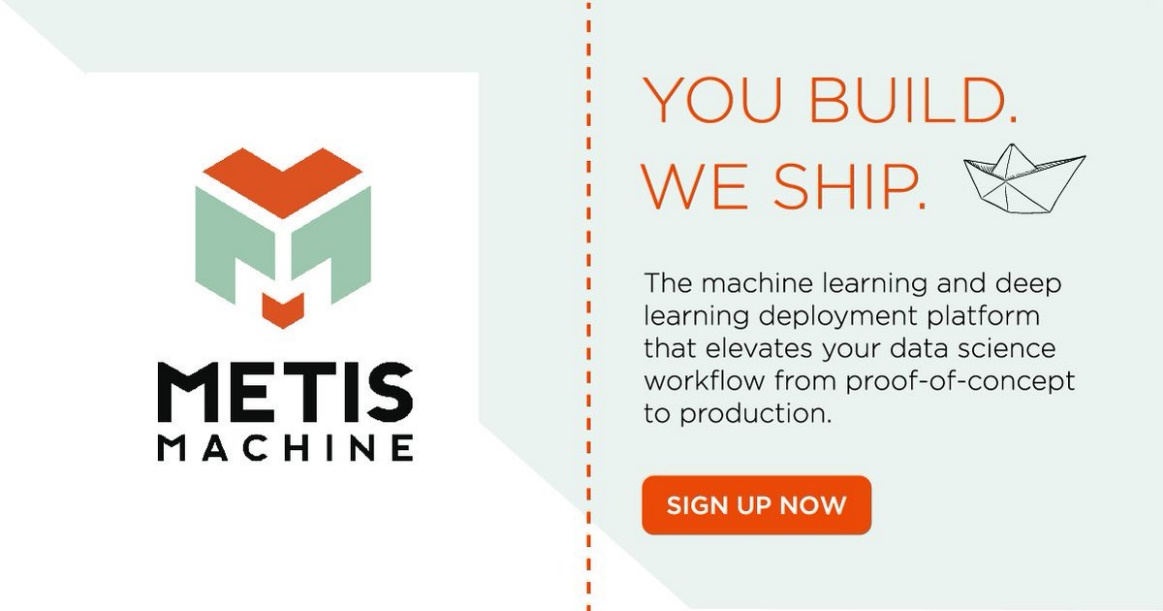 METIS
MACHINE
YOU BUILD.
WE SHIP.
The machine learning and deep
learning deployment platform
that elevates your data science
workflow from proof-of-concept
to production.
SIGN UP NOW